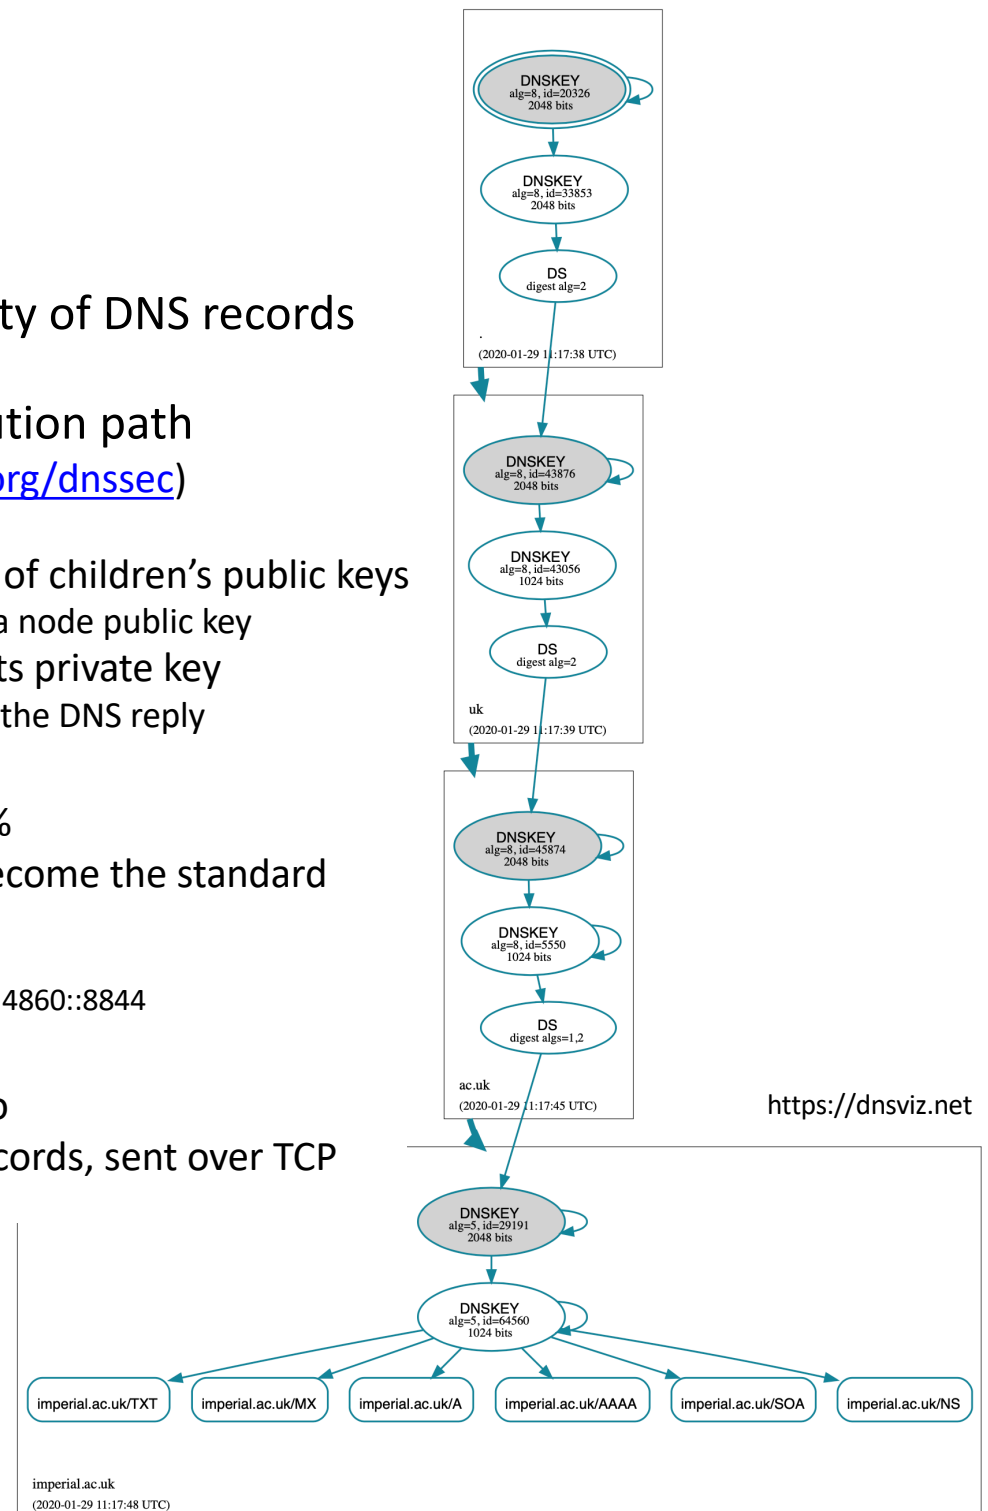 DNSKEY
alg=8, id=20326
2048 bits
DNSKEY
alg=8, id=33853
2048 bits
DS
digest alg=2
ty of DNS records
.
(2020-01-29 11:17:38 UTC)
ution path
org/dnssec)
DNSKEY
alg=8, id=43876
2048 bits
of children’s public keys
DNSKEY
alg=8, id=43056
1024 bits
a node public key
ts private key
DS
digest alg=2
the DNS reply
uk
(2020-01-29 11:17:39 UTC)
%
ecome the standard
DNSKEY
alg=8, id=45874
2048 bits
DNSKEY
alg=8, id=5550
1024 bits
4860::8844
DS
digest algs=1,2
ac.uk
(2020-01-29 11:17:45 UTC)
https://dnsviz.net
cords, sent over TCP
DNSKEY
alg=5, id=29191
2048 bits
DNSKEY
alg=5, id=64560
1024 bits
imperial.ac.uk/TXT imperial.ac.uk/MX imperial.ac.uk/A imperial.ac.uk/AAAA imperial.ac.uk/SOA imperial.ac.uk/NS
imperial.ac.uk
(2020-01-29 11:17:48 UTC)